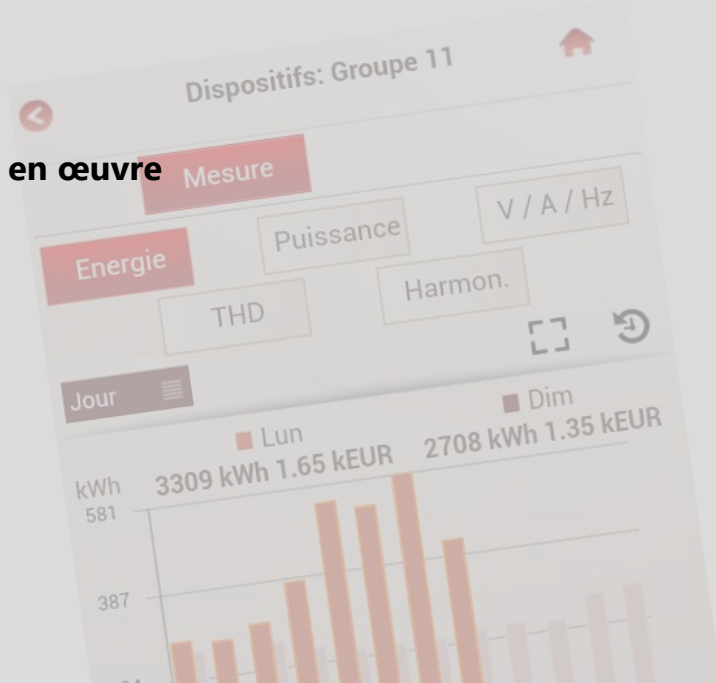 Dispositifs: Groupe 11
en œuvre
Mesure
Energie
Puissance
V / A / Hz
THD
Harmon.
Jour
Lun
Dim
3309 kWh 1.65 kEUR
2708 kWh 1.35 kEUR
kWh
581
387